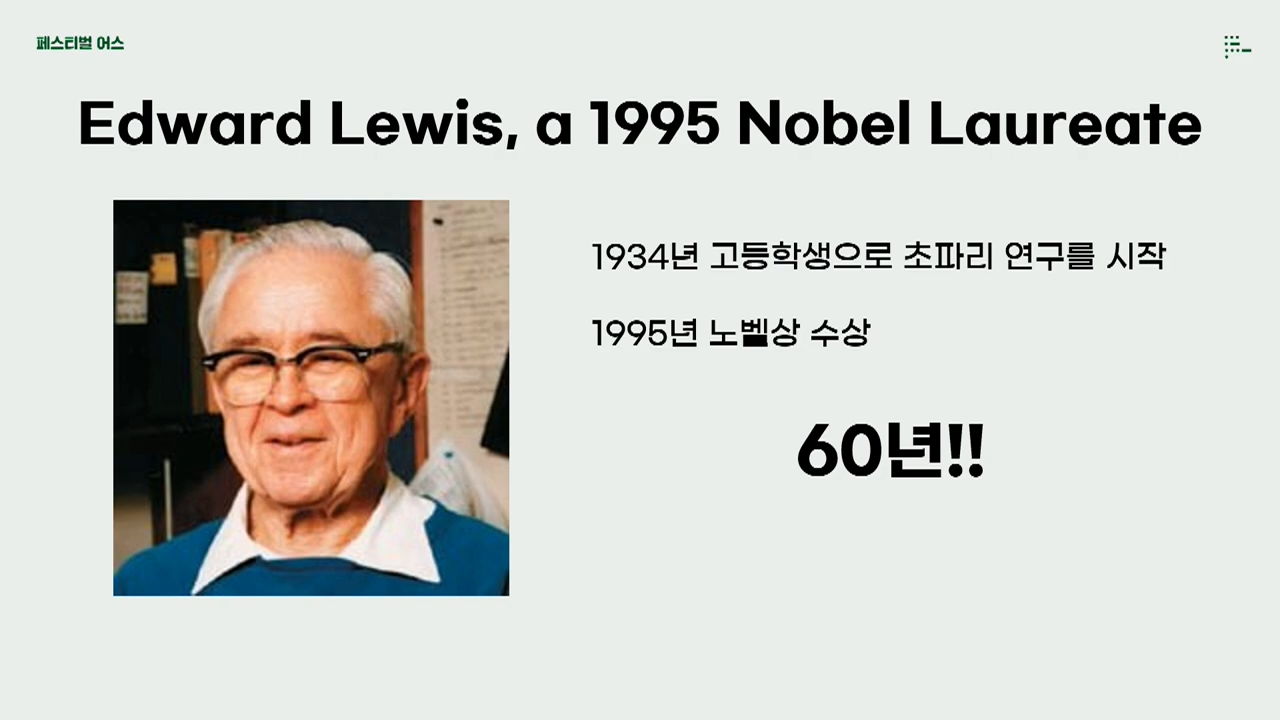 페스티벌 어스
Edward Lewis, a 1995 Nobel Laureate
1934년 고등학생으로 초파리 연구를 시작
1995년 노벨상 수상
60년!!